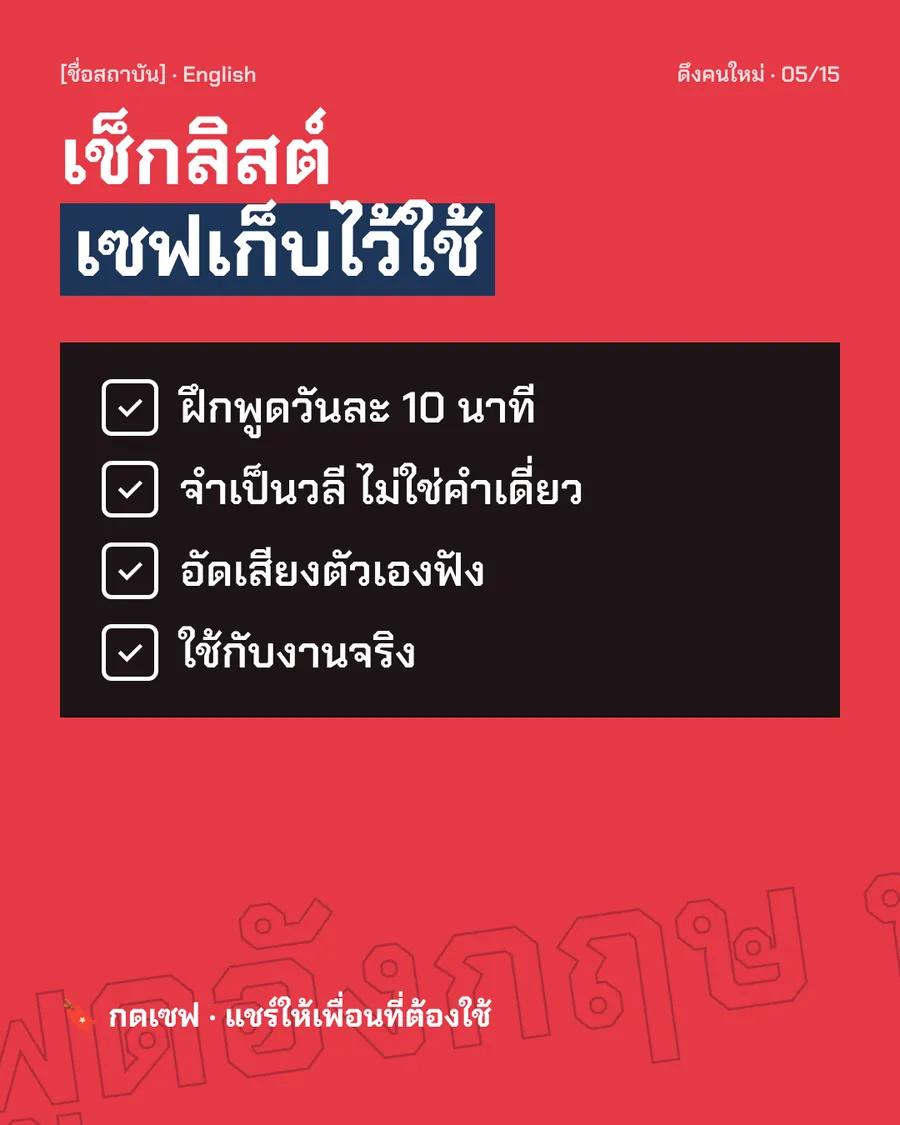 [ชื่อสถาบัน] · English
ดึงคนใหม่ · 05/15
เช็กลิสต์
เซฟเก็บไว้ใช้
ฝึกพูดวันละ 10 นาที
จำเป็นวลี ไม่ใช่คำเดี่ยว
อัดเสียงตัวเองฟัง
ใช้กับงานจริง
พูดอังกฤษ
กดเซฟ · แชร์ให้เพื่อนที่ต้องใช้